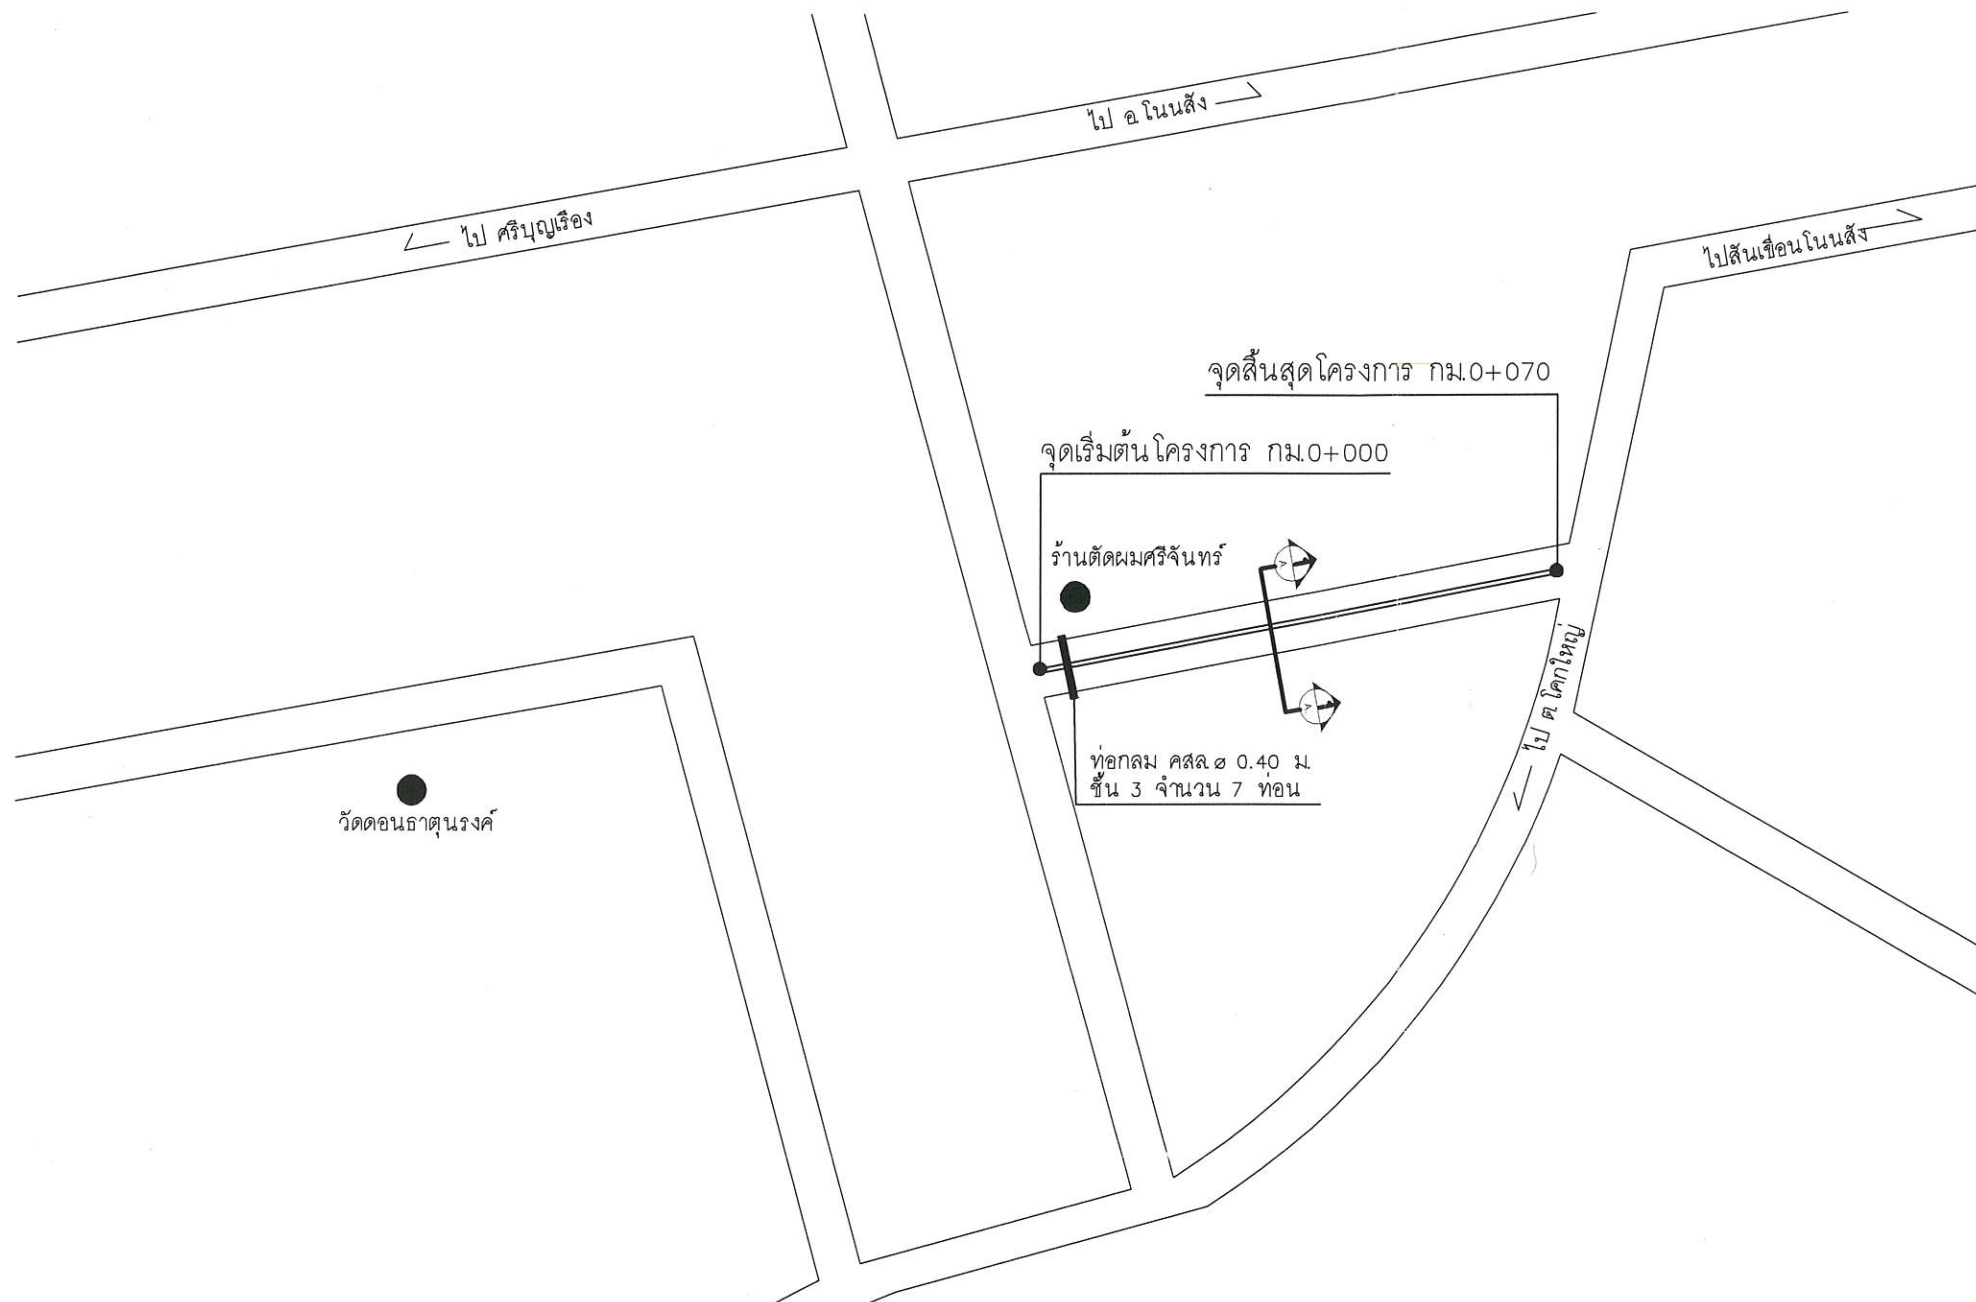 ไป อ.โนนสัง
ไป ศรีบุญเรือง
ไปสันเขื่อนโนนสัง
จุดสิ้นสุดโครงการ กม.0+070
จุดเริ่มต้นโครงการ กม.0+000
ร้านตัดผมศรีจันทร์
ไป ต.โคกใหญ่
ท่อกลม คสล.ø 0.40 ม.
ชั้น 3 จำนวน 7 ท่อน
วัดดอนธาตุนรงค์